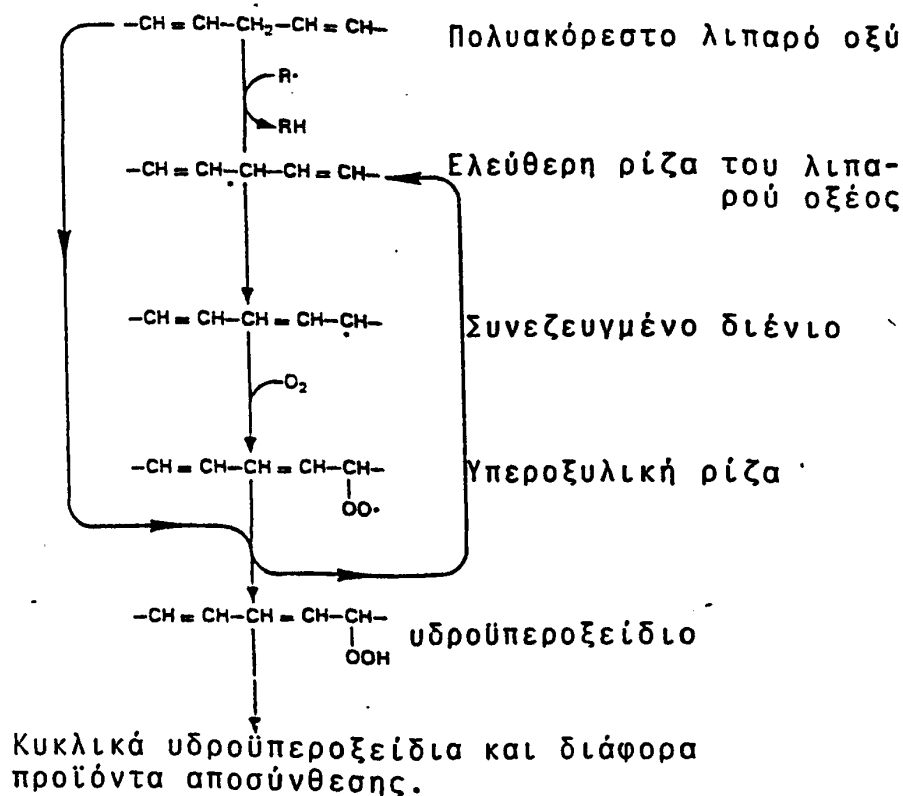 –CH=CH–CH₂–CH=CH– Πολυακόρεστο λιπαρό οξύ
R•
RH
–CH=CH–ĊH–CH=CH– Ελεύθερη ρίζα του λιπα-
ρού οξέος
–CH=CH–CH=CH–ĊH– Συνεζευγμένο διένιο
O₂
–CH=CH–CH=CH–CH– Υπεροξυλική ρίζα
OO•
–CH=CH–CH=CH–CH– υδροϋπεροξείδιο
OOH
Κυκλικά υδροϋπεροξείδια και διάφορα
προϊόντα αποσύνθεσης.